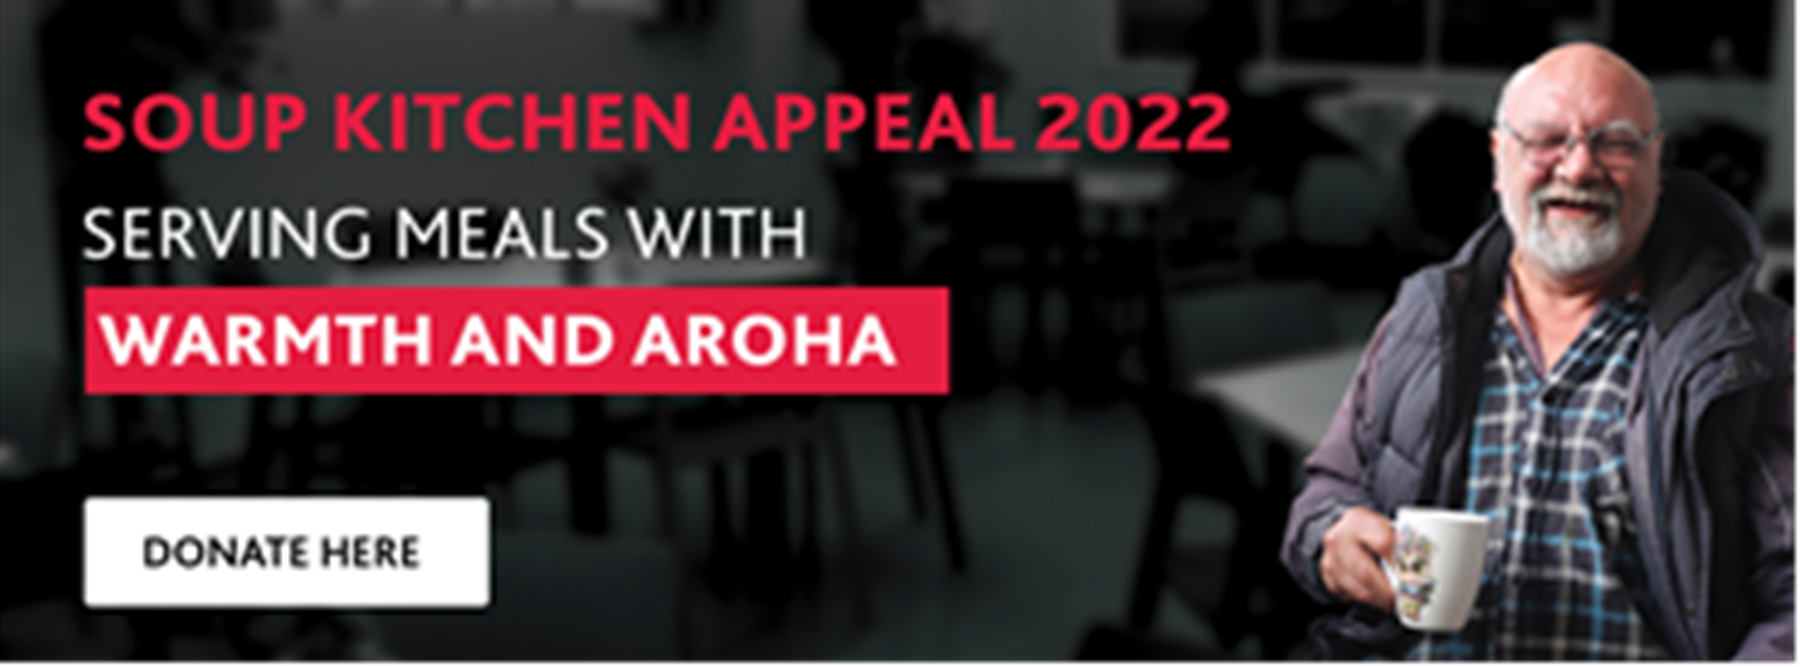 SOUP KITCHEN APPEAL 2022
SERVING MEALS WITH
WARMTH AND AROHA
DONATE HERE